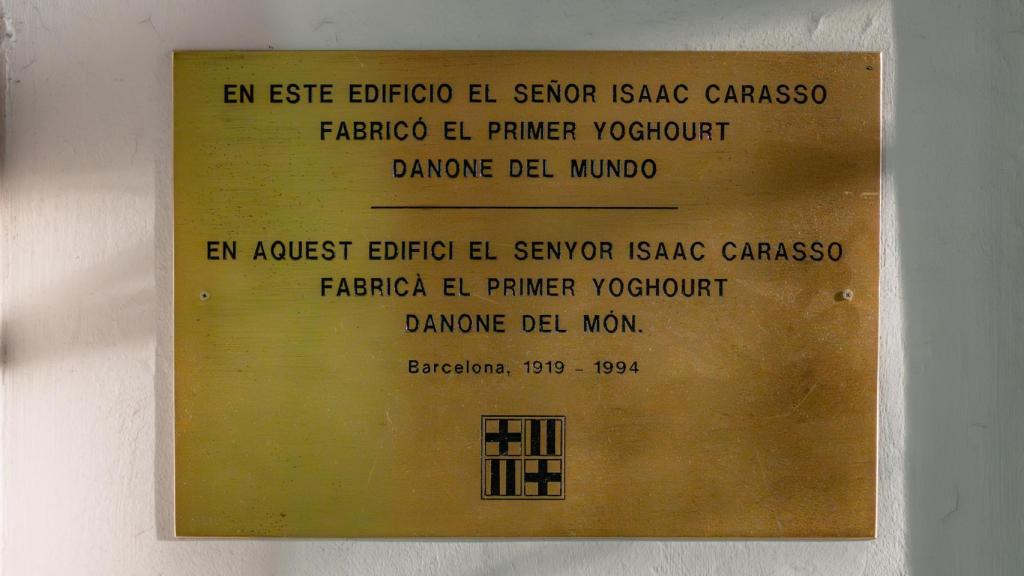 EN ESTE EDIFICIO EL SEÑOR ISAAC CARASSO
FABRICÓ EL PRIMER YOGHOURT
DANONE DEL MUNDO
EN AQUEST EDIFICI EL SENYOR ISAAC CARASSO
FABRICÀ EL PRIMER YOGHOURT
DANONE DEL MÓN.
Barcelona, 1919 - 1994